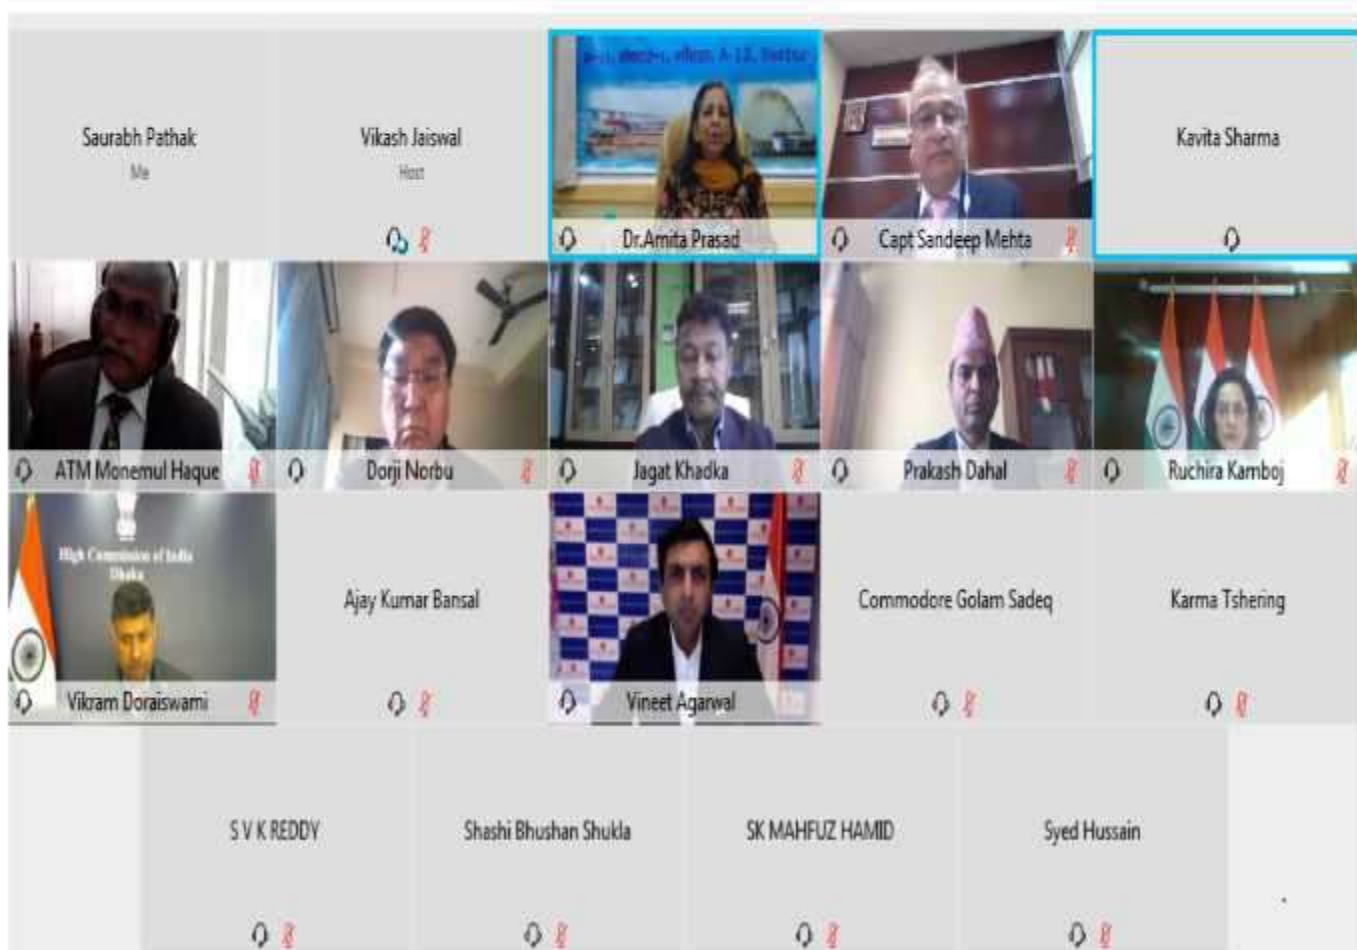 Saurabh Pathak
Me
Vikash Jaiswal
Host
Dr.Amita Prasad
Capt Sandeep Mehta
Kavita Sharma
ATM Monemul Haque
Dorji Norbu
Jagat Khadka
Prakash Dahal
Ruchira Kamboj
High Commission of India
Dhaka
Vikram Doraiswami
Ajay Kumar Bansal
Vineet Agarwal
Commodore Golam Sadeq
Karma Tshering
S V K REDDY
Shashi Bhushan Shukla
SK MAHFUZ HAMID
Syed Hussain